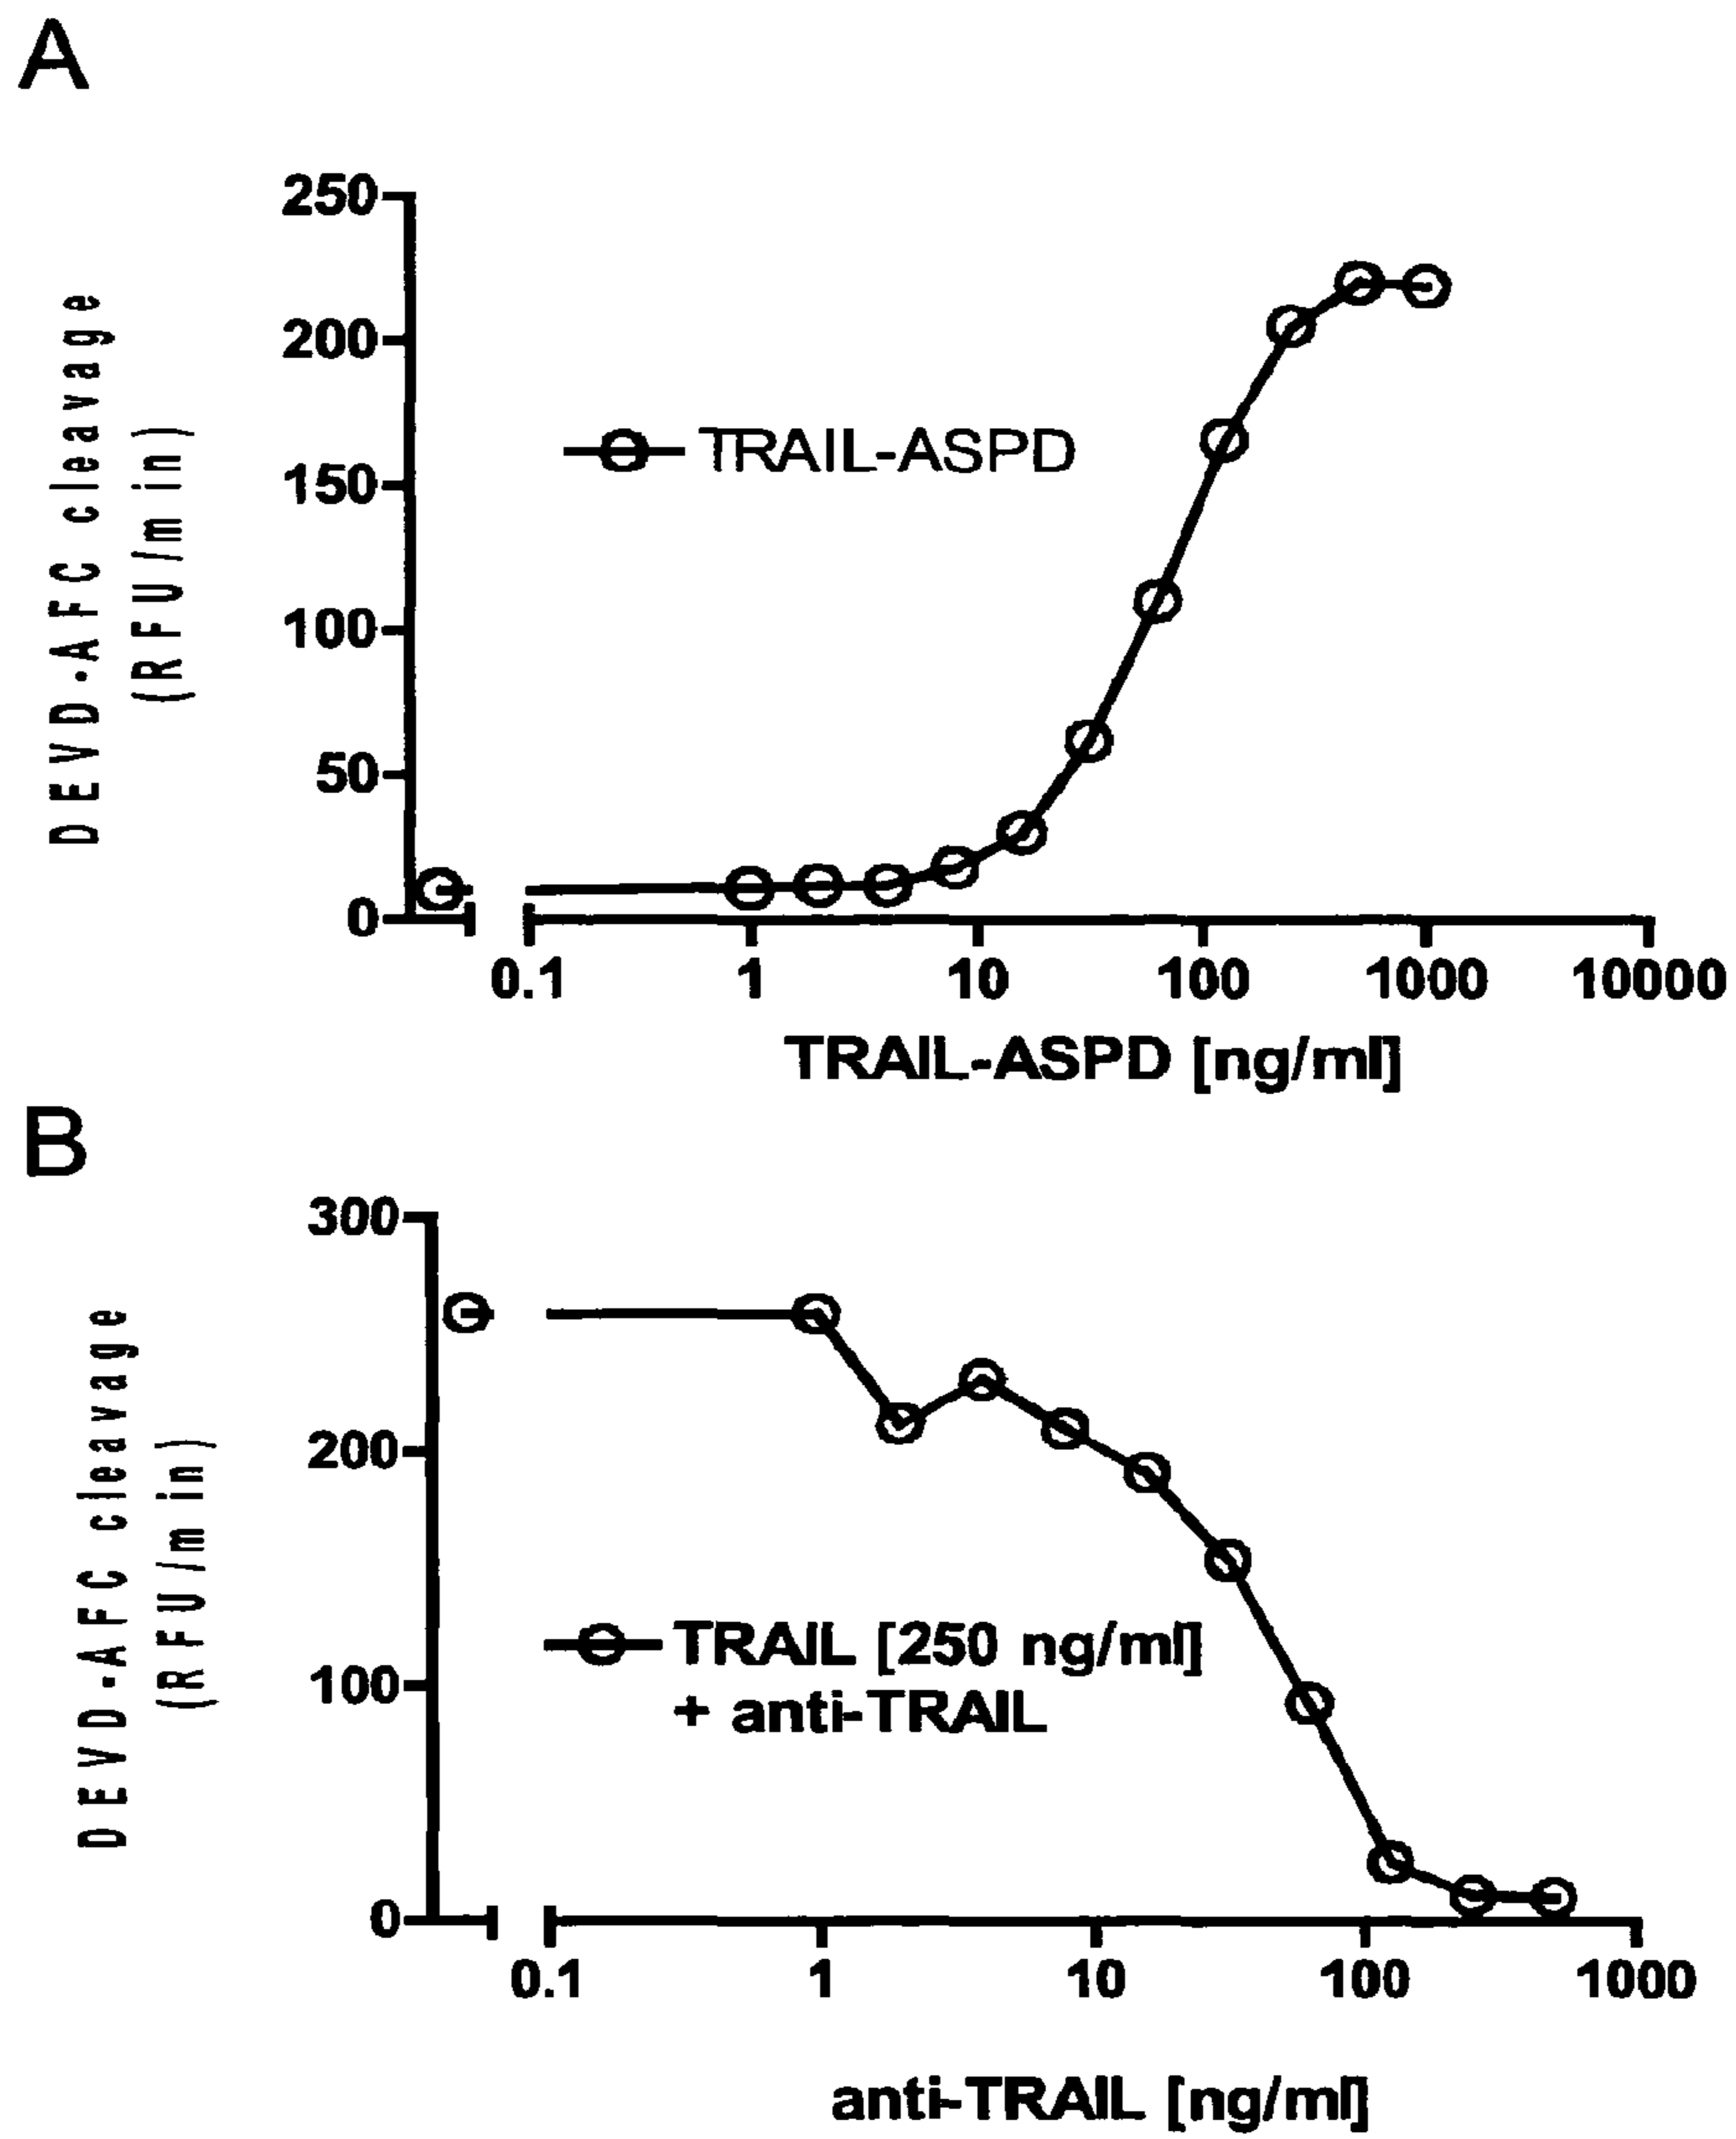 A
250
200
150
100
50
0
DEVD-AFC cleavage
(RFU/min)
TRAIL-ASPD
0.1 1 10 100 1000 10000
TRAIL-ASPD [ng/ml]
B
300
200
100
0
DEVD-AFC cleavage
(RFU/min)
TRAIL [250 ng/ml]
+ anti-TRAIL
0.1 1 10 100 1000
anti-TRAIL [ng/ml]